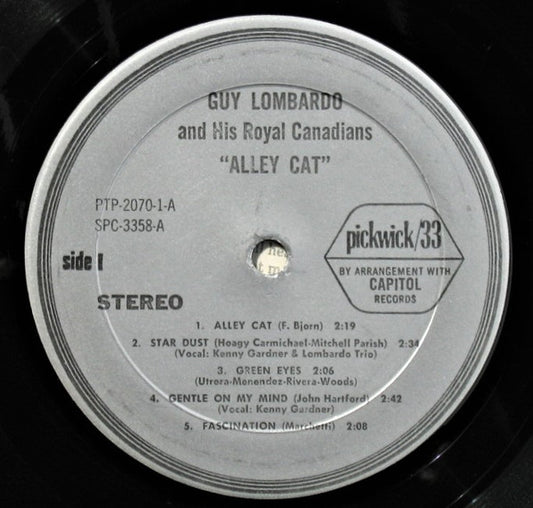 GUY LOMBARDO
and His Royal Canadians
"ALLEY CAT"
PTP-2070-1-A
SPC-3358-A
side 1
STEREO
pickwick/33
BY ARRANGEMENT WITH
CAPITOL
RECORDS
1. ALLEY CAT (F. Bjorn) 2:19
2. STAR DUST (Hoagy Carmichael-Mitchell Parish) 2:34
(Vocal: Kenny Gardner & Lombardo Trio)
3. GREEN EYES 2:06
(Utrera-Menendez-Rivera-Woods)
4. GENTLE ON MY MIND (John Hartford) 2:42
(Vocal: Kenny Gardner)
5. FASCINATION (Marchetti) 2:08